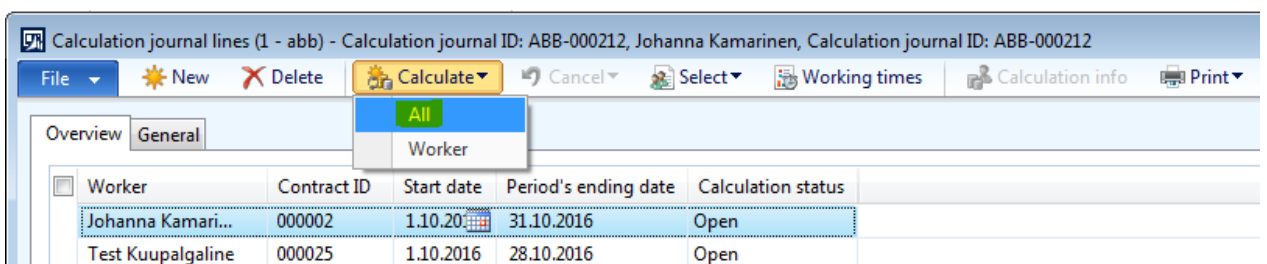 Calculation journal lines (1 - abb) - Calculation journal ID: ABB-000212, Johanna Kamarinen, Calculation journal ID: ABB-000212
File New Delete Calculate Cancel Select Working times Calculation info Print
All
Overview General
Worker
Worker Contract ID Start date Period's ending date Calculation status
Johanna Kamari... 000002 1.10.201 31.10.2016 Open
Test Kuupalgaline 000025 1.10.2016 28.10.2016 Open